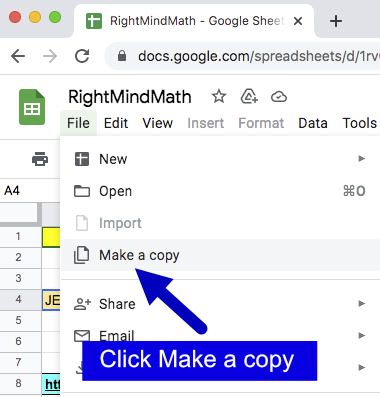 RightMindMath - Google Sheet
docs.google.com/spreadsheets/d/1rv
RightMindMath
File Edit View Insert Format Data Tools
New
Open ⌘O
Import
Make a copy
Share
Email
Click Make a copy
A4
1
2
3
4 JE
5
6
7
8 htt